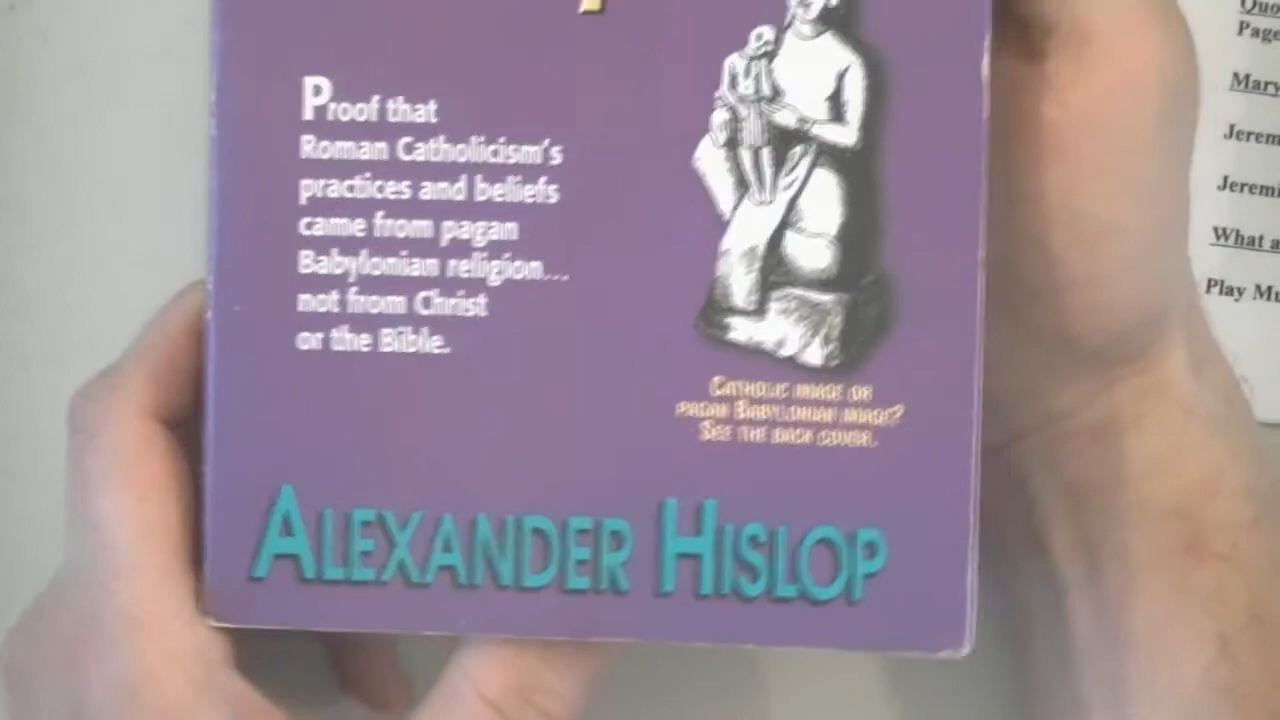 Proof that
Roman Catholicism's
practices and beliefs
came from pagan
Babylonian religion...
not from Christ
or the Bible.
Catholic image or
pagan Babylonian image?
See the back cover.
Alexander Hislop
Quo
Page
Mary
Jerem
Jeremi
What a
Play Mu